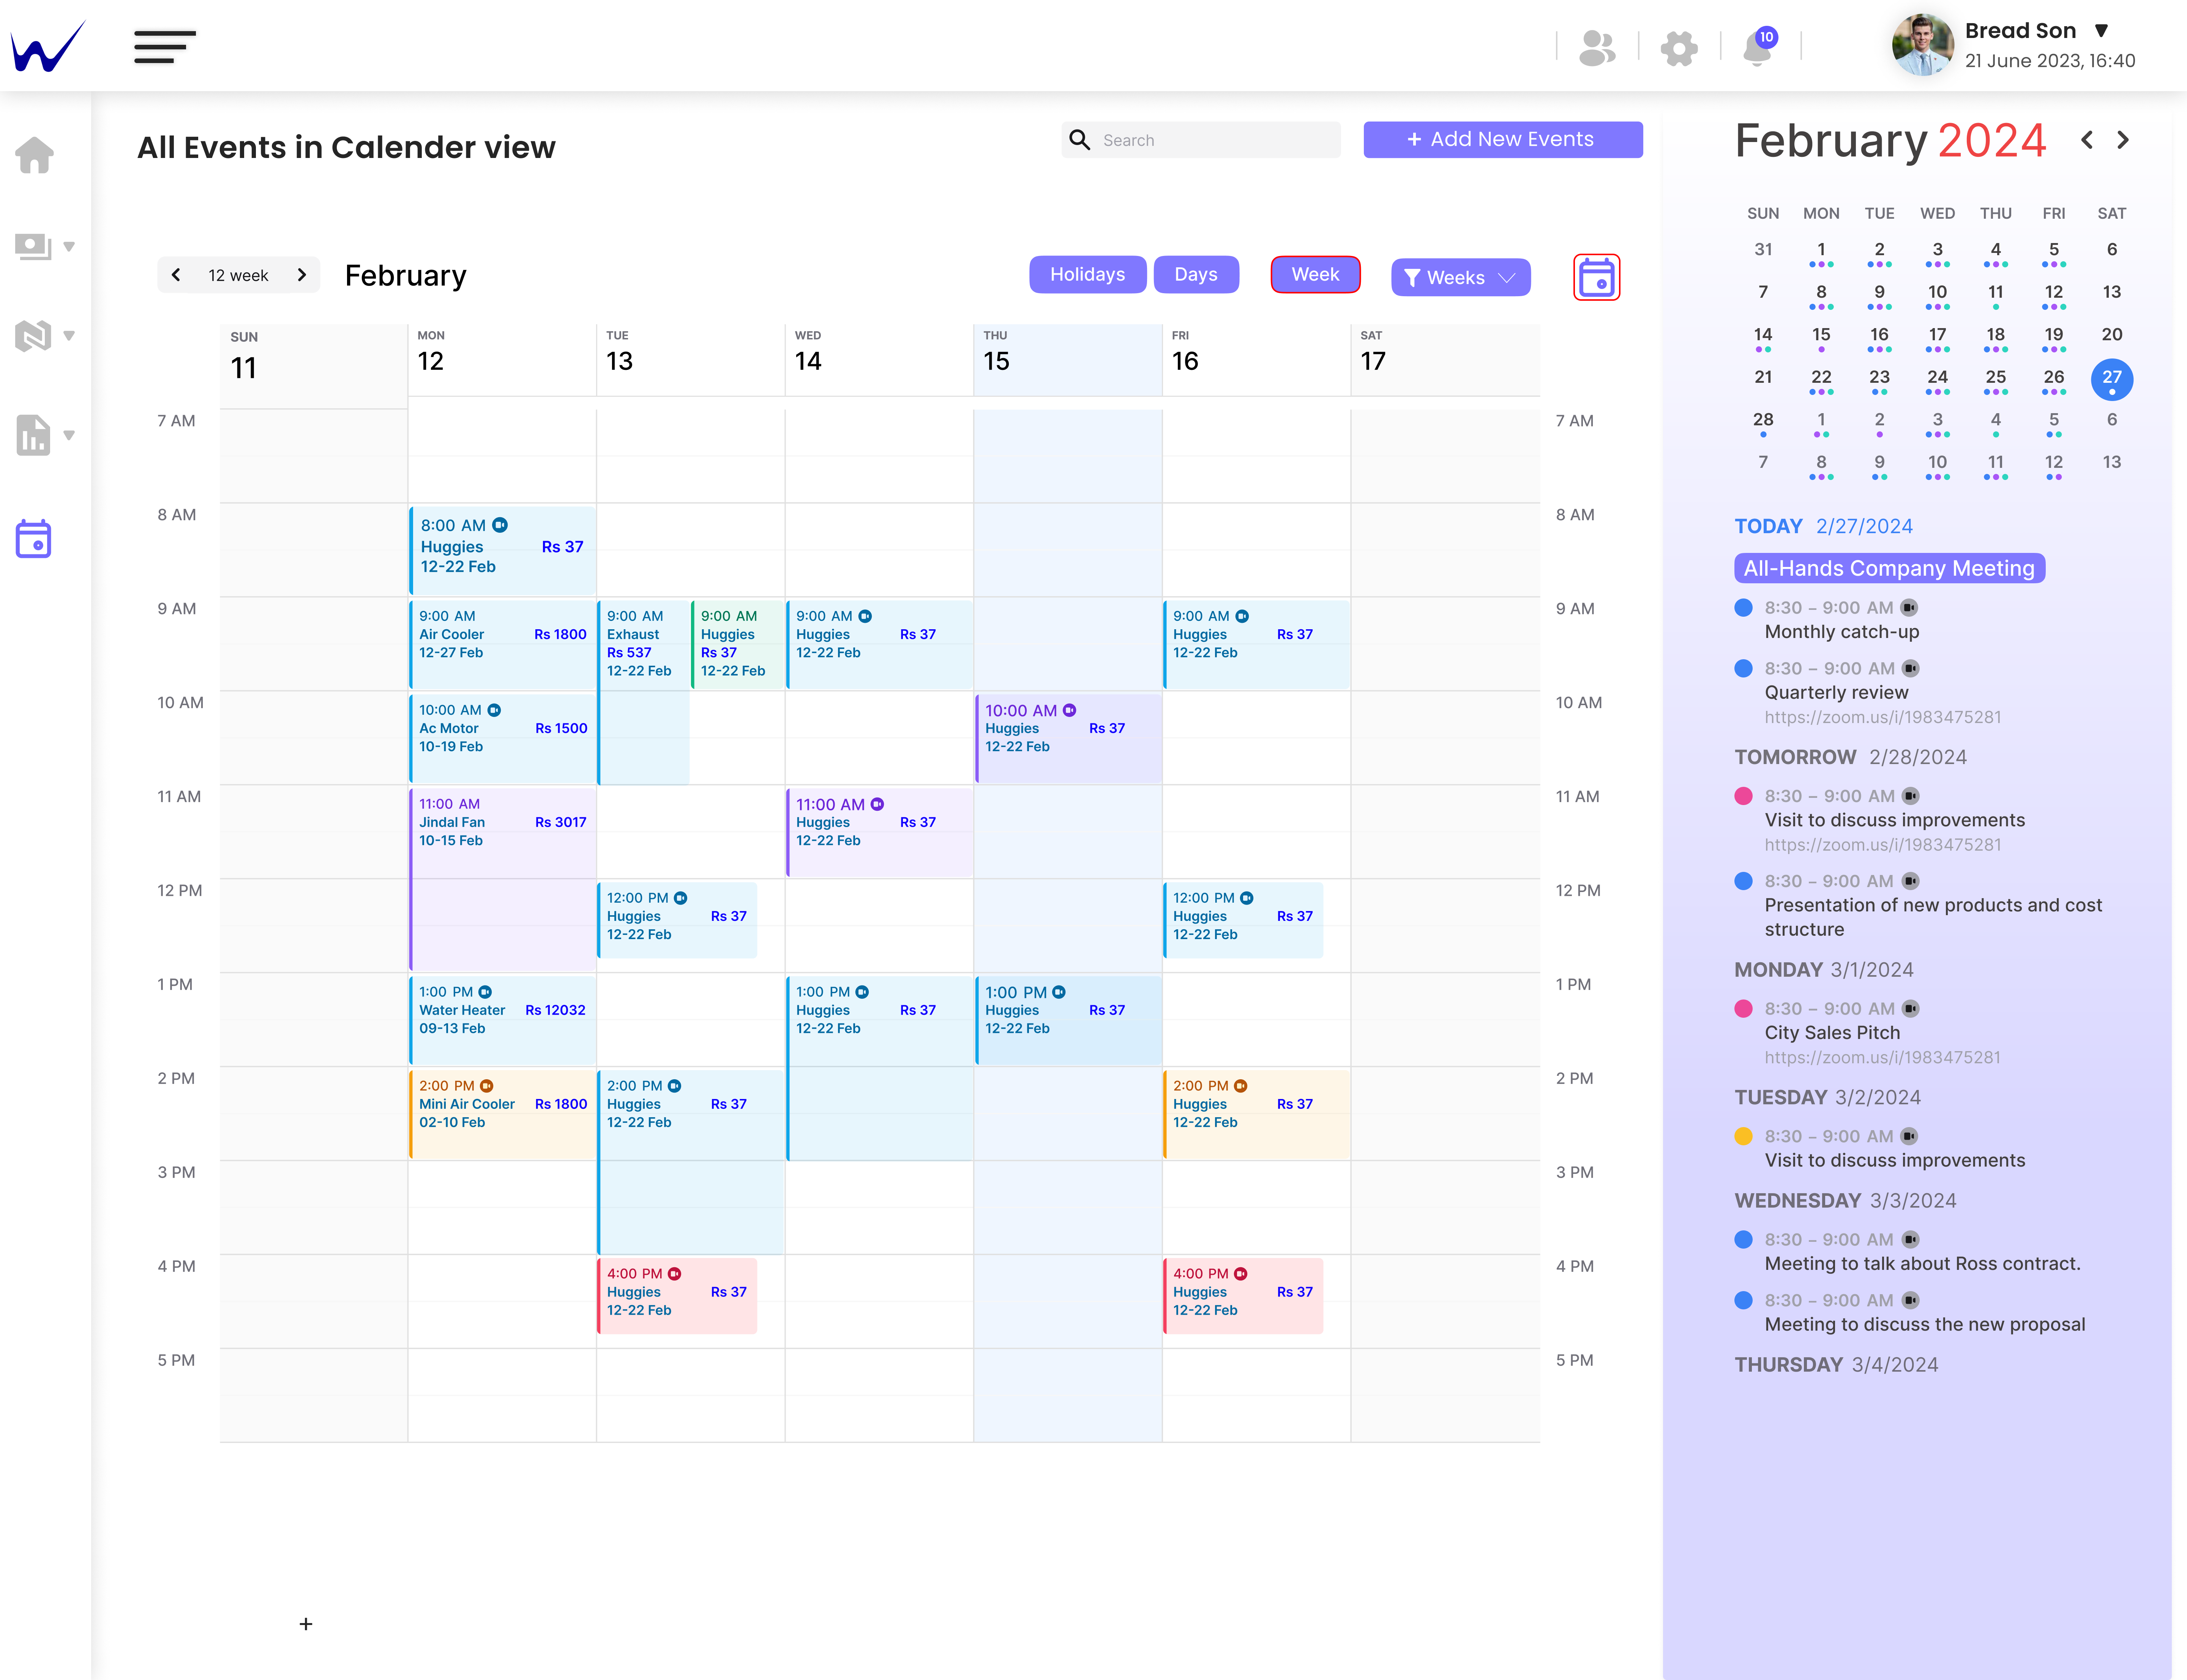 Bread Son
21 June 2023, 16:40
10
All Events in Calender view
Search
+ Add New Events
12 week
February
Holidays
Days
Week
Weeks
SUN
11
MON
12
TUE
13
WED
14
THU
15
FRI
16
SAT
17
7 AM
7 AM
8 AM
8:00 AM
Huggies Rs 37
12-22 Feb
8 AM
9 AM
9:00 AM
Air Cooler Rs 1800
12-27 Feb
9:00 AM
Exhaust
Rs 537
12-22 Feb
9:00 AM
Huggies
Rs 37
12-22 Feb
9:00 AM
Huggies Rs 37
12-22 Feb
9:00 AM
Huggies Rs 37
12-22 Feb
9 AM
10 AM
10:00 AM
Ac Motor Rs 1500
10-19 Feb
10:00 AM
Huggies Rs 37
12-22 Feb
10 AM
11 AM
11:00 AM
Jindal Fan Rs 3017
10-15 Feb
11:00 AM
Huggies Rs 37
12-22 Feb
11 AM
12 PM
12:00 PM
Huggies Rs 37
12-22 Feb
12:00 PM
Huggies Rs 37
12-22 Feb
12 PM
1 PM
1:00 PM
Water Heater Rs 12032
09-13 Feb
1:00 PM
Huggies Rs 37
12-22 Feb
1:00 PM
Huggies Rs 37
12-22 Feb
1 PM
2 PM
2:00 PM
Mini Air Cooler Rs 1800
02-10 Feb
2:00 PM
Huggies Rs 37
12-22 Feb
2:00 PM
Huggies Rs 37
12-22 Feb
2 PM
3 PM
3 PM
4 PM
4:00 PM
Huggies Rs 37
12-22 Feb
4:00 PM
Huggies Rs 37
12-22 Feb
4 PM
5 PM
5 PM
+
February 2024
SUN MON TUE WED THU FRI SAT
31 1 2 3 4 5 6
7 8 9 10 11 12 13
14 15 16 17 18 19 20
21 22 23 24 25 26 27
28 1 2 3 4 5 6
7 8 9 10 11 12 13
TODAY 2/27/2024
All-Hands Company Meeting
8:30 – 9:00 AM
Monthly catch-up
8:30 – 9:00 AM
Quarterly review
https://zoom.us/i/1983475281
TOMORROW 2/28/2024
8:30 – 9:00 AM
Visit to discuss improvements
https://zoom.us/i/1983475281
8:30 – 9:00 AM
Presentation of new products and cost
structure
MONDAY 3/1/2024
8:30 – 9:00 AM
City Sales Pitch
https://zoom.us/i/1983475281
TUESDAY 3/2/2024
8:30 – 9:00 AM
Visit to discuss improvements
WEDNESDAY 3/3/2024
8:30 – 9:00 AM
Meeting to talk about Ross contract.
8:30 – 9:00 AM
Meeting to discuss the new proposal
THURSDAY 3/4/2024